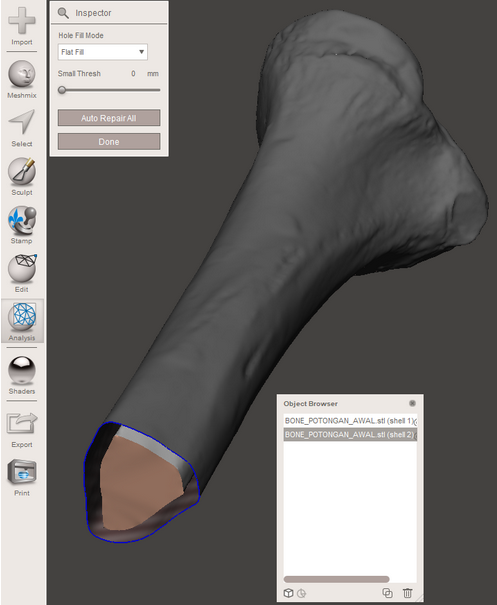 Import
Meshmix
Select
Sculpt
Stamp
Edit
Analysis
Shaders
Export
Print
Inspector
Hole Fill Mode
Flat Fill
Small Thresh 0 mm
Auto Repair All
Done
Object Browser
BONE_POTONGAN_AWAL.stl (shell 1)
BONE_POTONGAN_AWAL.stl (shell 2)